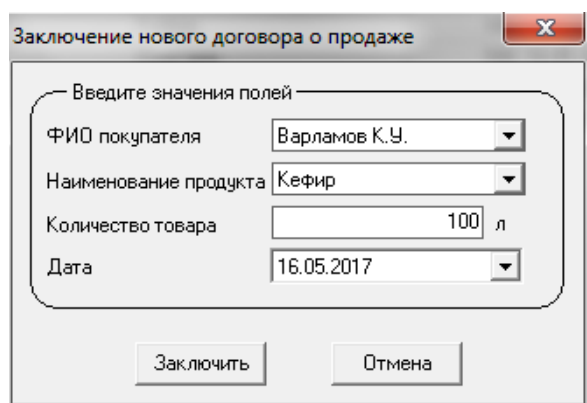 Заключение нового договора о продаже
Введите значения полей
ФИО покупателя Варламов К.У.
Наименование продукта Кефир
Количество товара 100 л
Дата 16.05.2017
Заключить Отмена